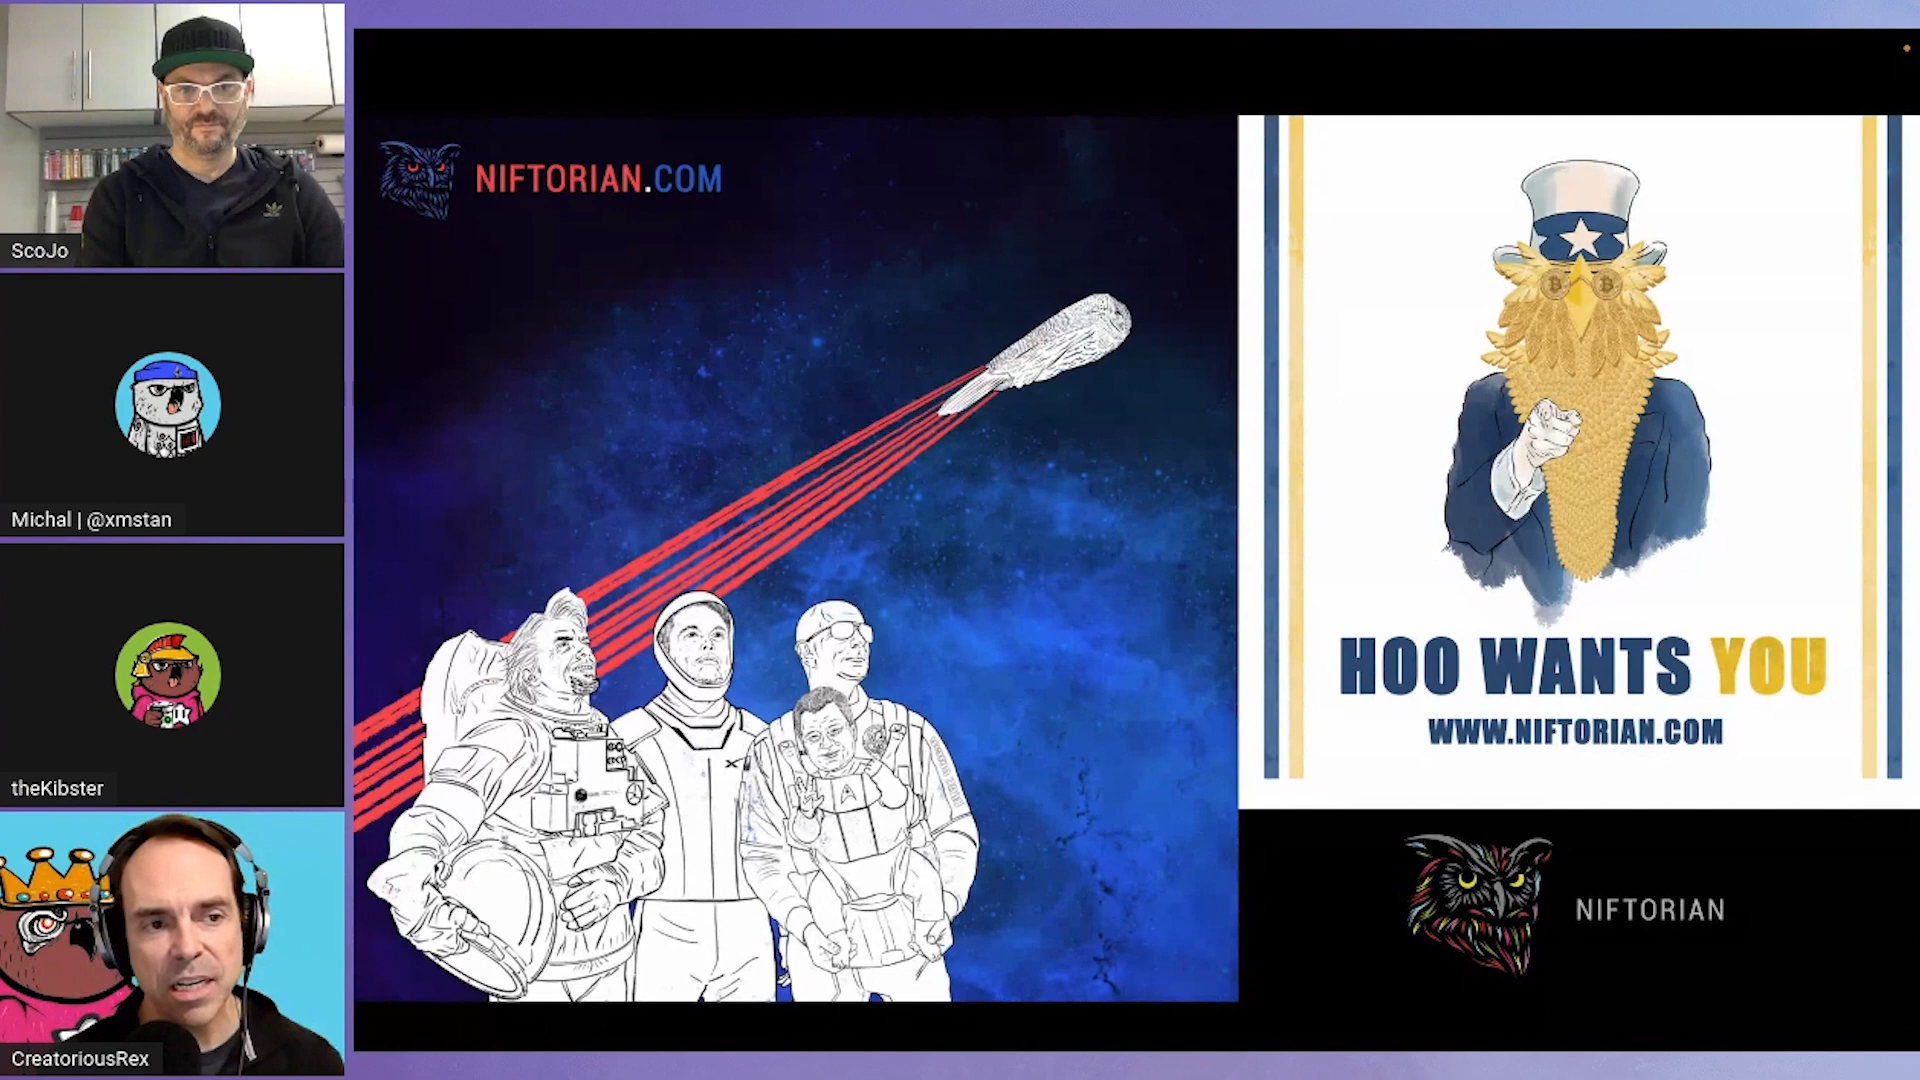 ScoJo
Michal | @xmstan
theKibster
CreatoriousRex
NIFTORIAN.COM
HOO WANTS YOU
WWW.NIFTORIAN.COM
NIFTORIAN